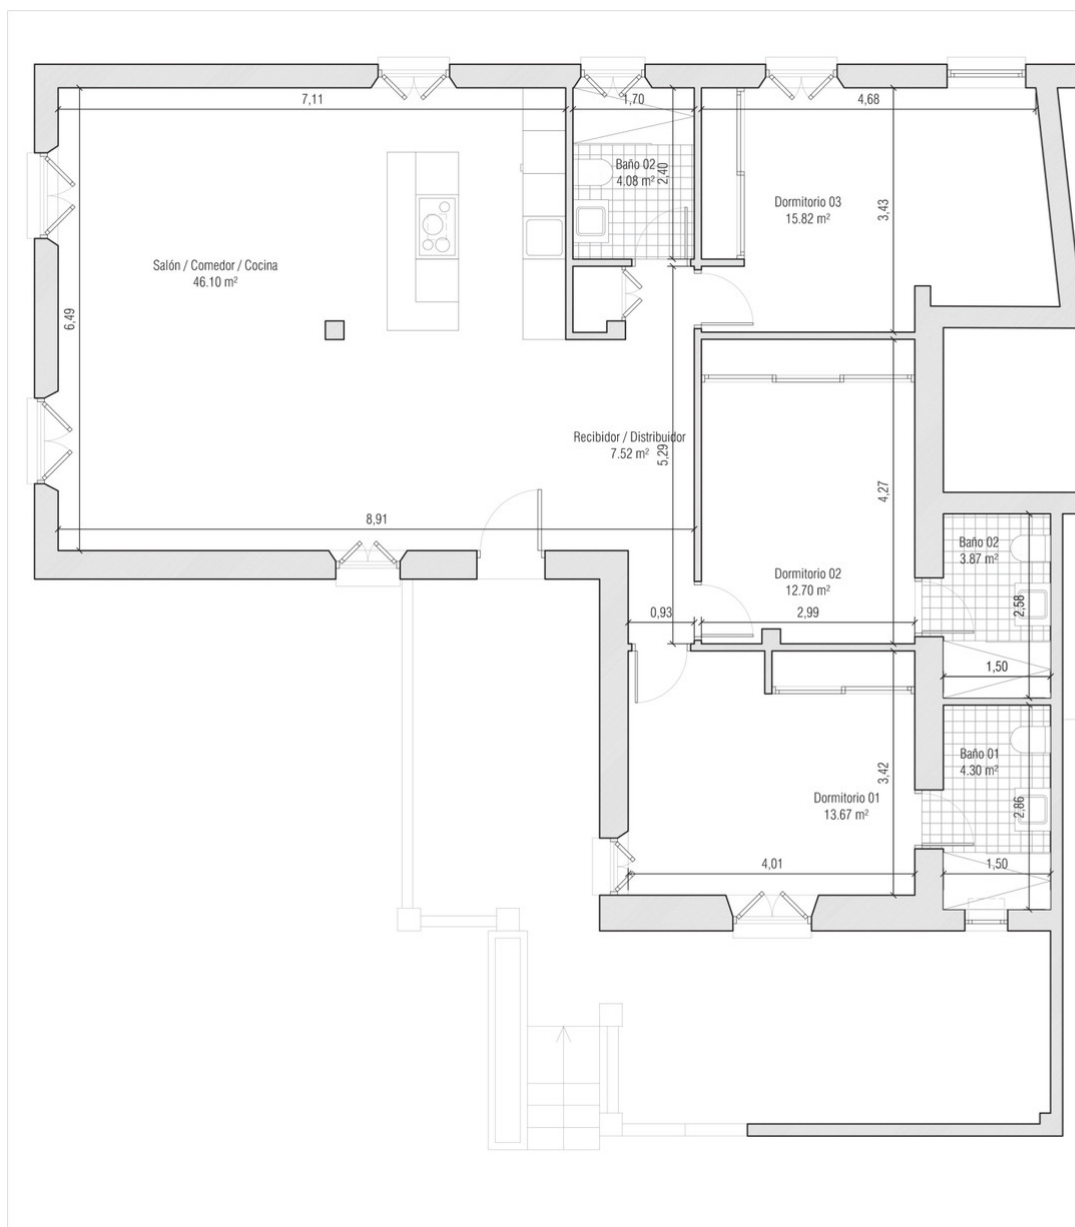 7,11
1,70
4,68
Baño 02
4.08 m²
2,40
Dormitorio 03
15.82 m²
3,43
Salón / Comedor / Cocina
46.10 m²
6,49
Recibidor / Distribuidor
7.52 m²
5,29
4,27
8,91
Baño 02
3.87 m²
Dormitorio 02
12.70 m²
2,58
0,93
2,99
1,50
Baño 01
4.30 m²
3,42
Dormitorio 01
13.67 m²
2,86
4,01
1,50